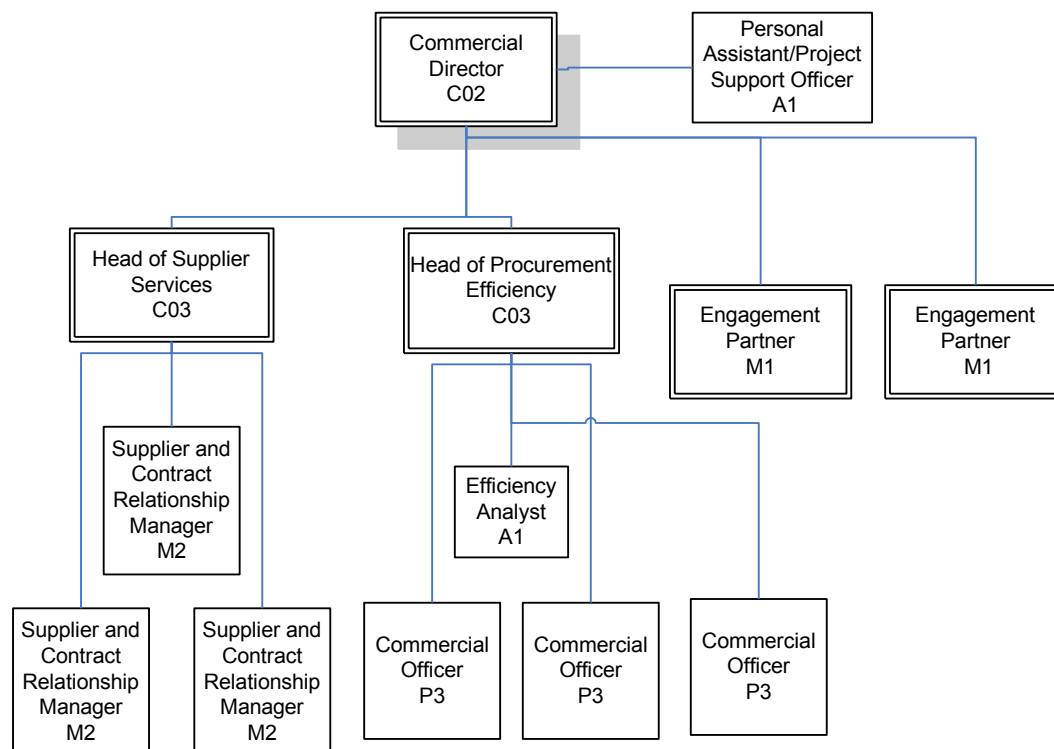 Commercial
Director
C02
Personal
Assistant/Project
Support Officer
A1
Head of Supplier
Services
C03
Head of Procurement
Efficiency
C03
Engagement
Partner
M1
Engagement
Partner
M1
Supplier and
Contract
Relationship
Manager
M2
Efficiency
Analyst
A1
Supplier and
Contract
Relationship
Manager
M2
Supplier and
Contract
Relationship
Manager
M2
Commercial
Officer
P3
Commercial
Officer
P3
Commercial
Officer
P3